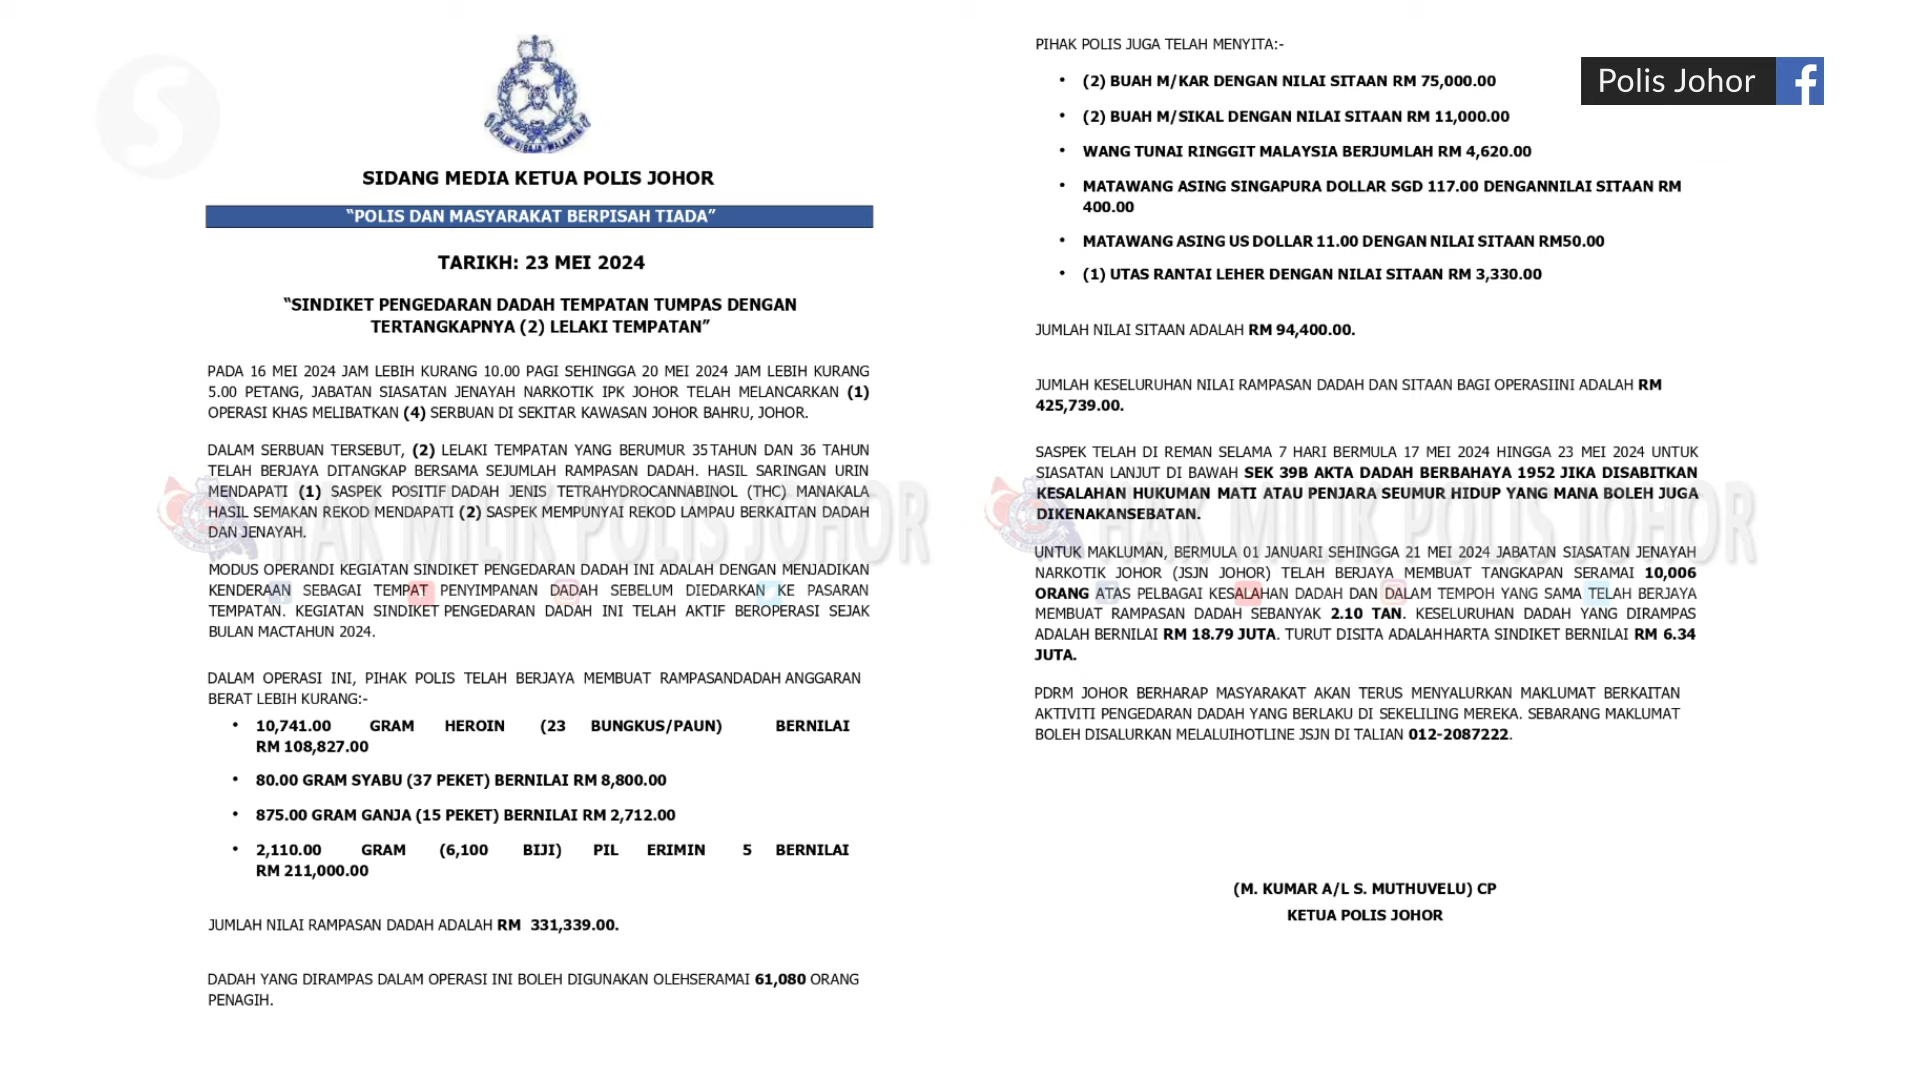 POLIS DIRAJA MALAYSIA
SIDANG MEDIA KETUA POLIS JOHOR
“POLIS DAN MASYARAKAT BERPISAH TIADA”
TARIKH: 23 MEI 2024
“SINDIKET PENGEDARAN DADAH TEMPATAN TUMPAS DENGAN
TERTANGKAPNYA (2) LELAKI TEMPATAN”
PADA 16 MEI 2024 JAM LEBIH KURANG 10.00 PAGI SEHINGGA 20 MEI 2024 JAM LEBIH KURANG
5.00 PETANG, JABATAN SIASATAN JENAYAH NARKOTIK IPK JOHOR TELAH MELANCARKAN (1)
OPERASI KHAS MELIBATKAN (4) SERBUAN DI SEKITAR KAWASAN JOHOR BAHRU, JOHOR.
DALAM SERBUAN TERSEBUT, (2) LELAKI TEMPATAN YANG BERUMUR 35TAHUN DAN 36 TAHUN
TELAH BERJAYA DITANGKAP BERSAMA SEJUMLAH RAMPASAN DADAH. HASIL SARINGAN URIN
MENDAPATI (1) SASPEK POSITIF DADAH JENIS TETRAHYDROCANNABINOL (THC) MANAKALA
HASIL SEMAKAN REKOD MENDAPATI (2) SASPEK MEMPUNYAI REKOD LAMPAU BERKAITAN DADAH
DAN JENAYAH.
HAK MILIK POLIS JOHOR
MODUS OPERANDI KEGIATAN SINDIKET PENGEDARAN DADAH INI ADALAH DENGAN MENJADIKAN
KENDERAAN SEBAGAI TEMPAT PENYIMPANAN DADAH SEBELUM DIEDARKAN KE PASARAN
TEMPATAN. KEGIATAN SINDIKET PENGEDARAN DADAH INI TELAH AKTIF BEROPERASI SEJAK
BULAN MACTAHUN 2024.
DALAM OPERASI INI, PIHAK POLIS TELAH BERJAYA MEMBUAT RAMPASANDADAH ANGGARAN
BERAT LEBIH KURANG:-
• 10,741.00 GRAM HEROIN (23 BUNGKUS/PAUN) BERNILAI
RM 108,827.00
• 80.00 GRAM SYABU (37 PEKET) BERNILAI RM 8,800.00
• 875.00 GRAM GANJA (15 PEKET) BERNILAI RM 2,712.00
• 2,110.00 GRAM (6,100 BIJI) PIL ERIMIN 5 BERNILAI
RM 211,000.00
JUMLAH NILAI RAMPASAN DADAH ADALAH RM 331,339.00.
DADAH YANG DIRAMPAS DALAM OPERASI INI BOLEH DIGUNAKAN OLEHSERAMAI 61,080 ORANG
PENAGIH.
PIHAK POLIS JUGA TELAH MENYITA:-
Polis Johor
• (2) BUAH M/KAR DENGAN NILAI SITAAN RM 75,000.00
• (2) BUAH M/SIKAL DENGAN NILAI SITAAN RM 11,000.00
• WANG TUNAI RINGGIT MALAYSIA BERJUMLAH RM 4,620.00
• MATAWANG ASING SINGAPURA DOLLAR SGD 117.00 DENGANNILAI SITAAN RM
400.00
• MATAWANG ASING US DOLLAR 11.00 DENGAN NILAI SITAAN RM50.00
• (1) UTAS RANTAI LEHER DENGAN NILAI SITAAN RM 3,330.00
JUMLAH NILAI SITAAN ADALAH RM 94,400.00.
JUMLAH KESELURUHAN NILAI RAMPASAN DADAH DAN SITAAN BAGI OPERASIINI ADALAH RM
425,739.00.
SASPEK TELAH DI REMAN SELAMA 7 HARI BERMULA 17 MEI 2024 HINGGA 23 MEI 2024 UNTUK
SIASATAN LANJUT DI BAWAH SEK 39B AKTA DADAH BERBAHAYA 1952 JIKA DISABITKAN
KESALAHAN HUKUMAN MATI ATAU PENJARA SEUMUR HIDUP YANG MANA BOLEH JUGA
DIKENAKANSEBATAN.
HAK MILIK POLIS JOHOR
UNTUK MAKLUMAN, BERMULA 01 JANUARI SEHINGGA 21 MEI 2024 JABATAN SIASATAN JENAYAH
NARKOTIK JOHOR (JSJN JOHOR) TELAH BERJAYA MEMBUAT TANGKAPAN SERAMAI 10,006
ORANG ATAS PELBAGAI KESALAHAN DADAH DAN DALAM TEMPOH YANG SAMA TELAH BERJAYA
MEMBUAT RAMPASAN DADAH SEBANYAK 2.10 TAN. KESELURUHAN DADAH YANG DIRAMPAS
ADALAH BERNILAI RM 18.79 JUTA. TURUT DISITA ADALAHHARTA SINDIKET BERNILAI RM 6.34
JUTA.
PDRM JOHOR BERHARAP MASYARAKAT AKAN TERUS MENYALURKAN MAKLUMAT BERKAITAN
AKTIVITI PENGEDARAN DADAH YANG BERLAKU DI SEKELILING MEREKA. SEBARANG MAKLUMAT
BOLEH DISALURKAN MELALUIHOTLINE JSJN DI TALIAN 012-2087222.
(M. KUMAR A/L S. MUTHUVELU) CP
KETUA POLIS JOHOR